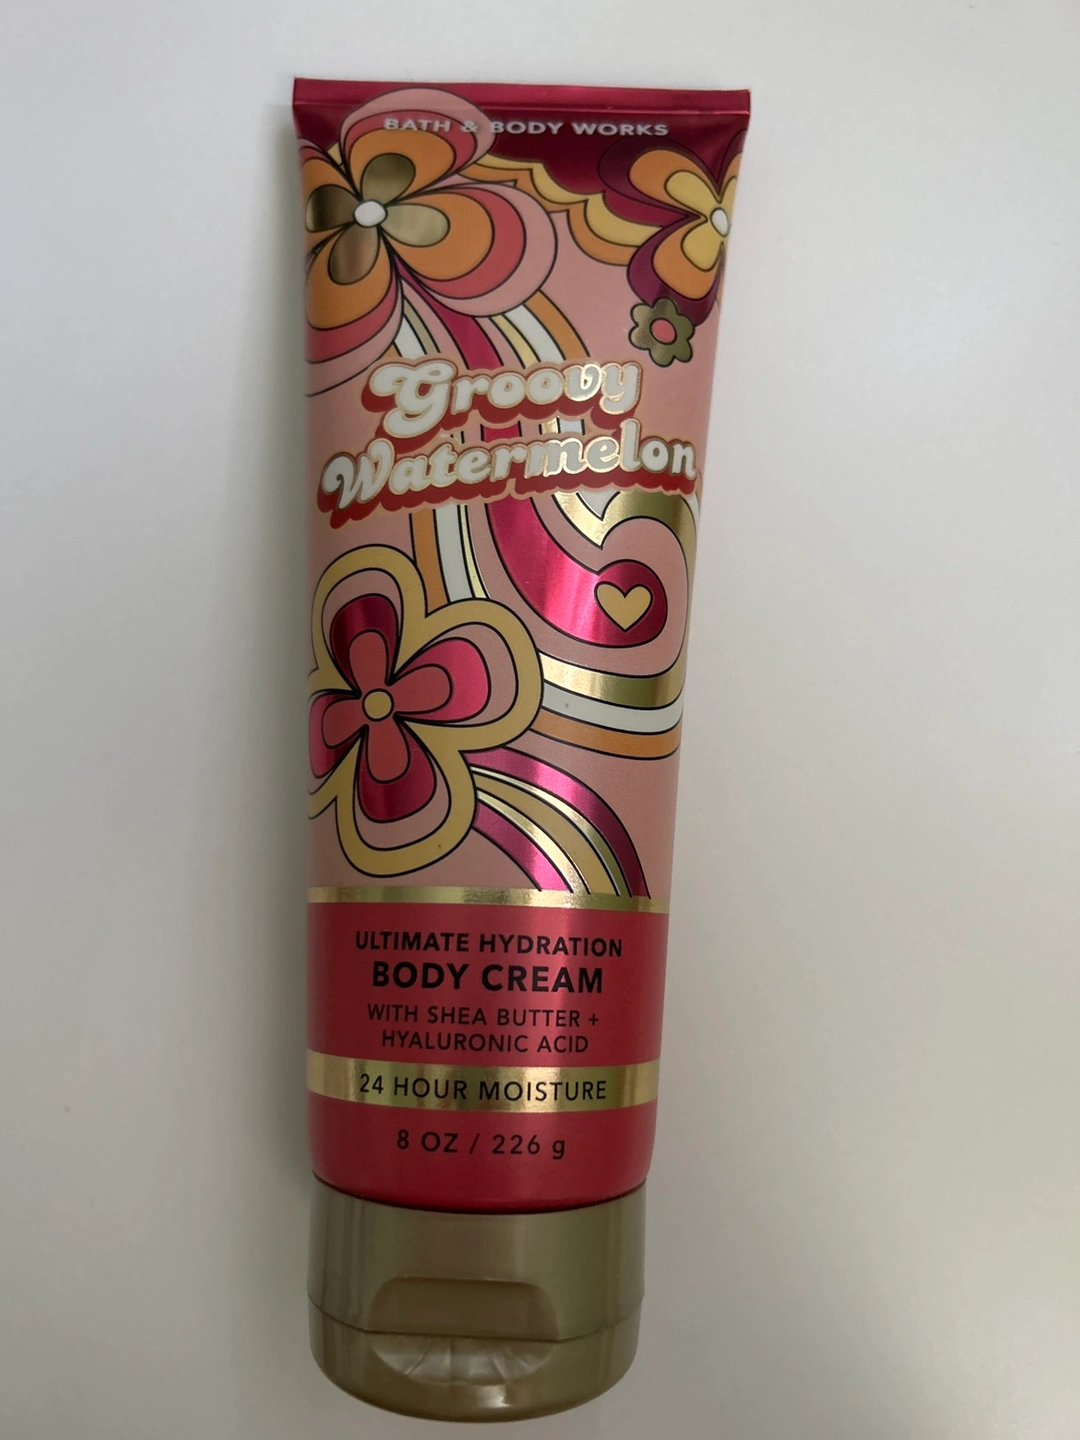 BATH & BODY WORKS
Groovy
Watermelon
ULTIMATE HYDRATION
BODY CREAM
WITH SHEA BUTTER +
HYALURONIC ACID
24 HOUR MOISTURE
8 OZ / 226 g